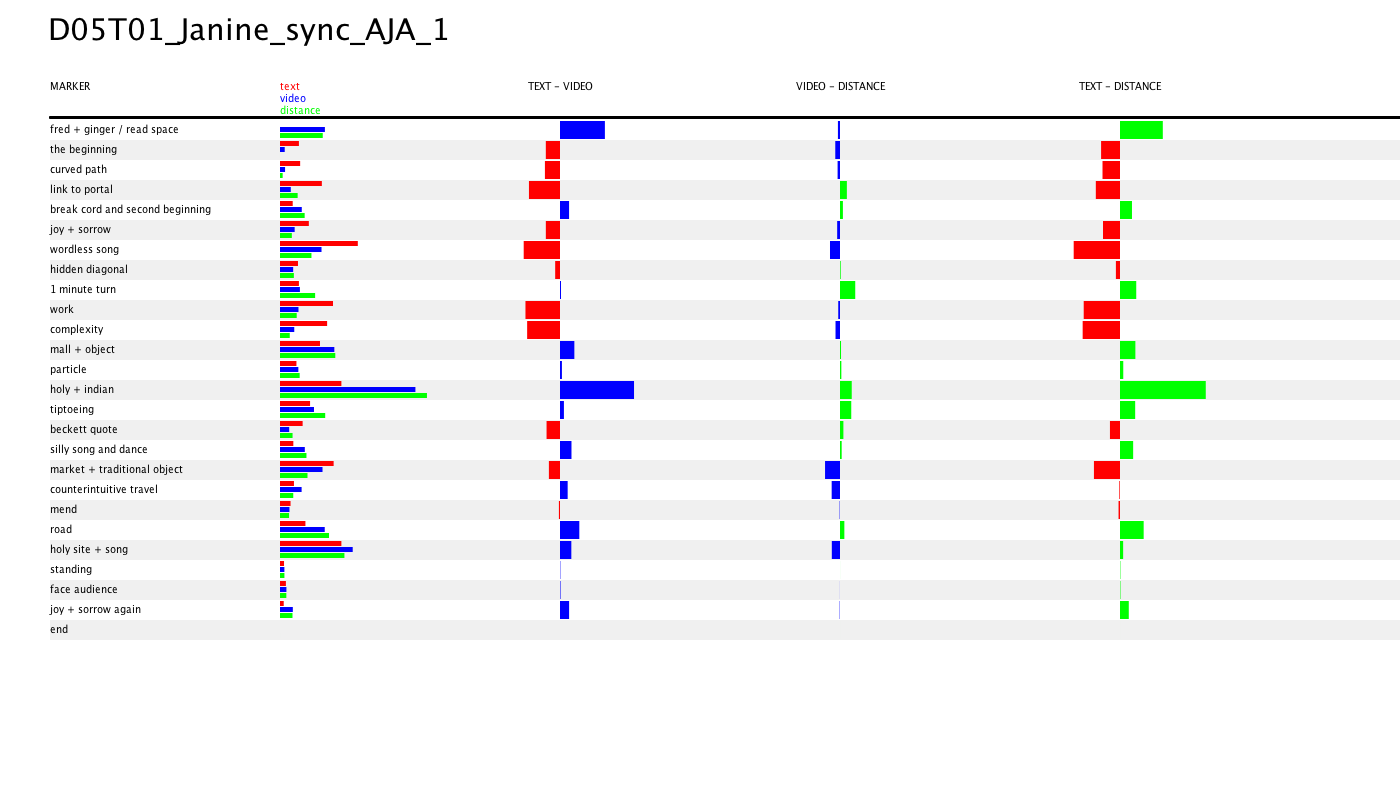 D05T01_Janine_sync_AJA_1
MARKER
text
video
distance
TEXT – VIDEO
VIDEO – DISTANCE
TEXT – DISTANCE
fred + ginger / read space
the beginning
curved path
link to portal
break cord and second beginning
joy + sorrow
wordless song
hidden diagonal
1 minute turn
work
complexity
mall + object
particle
holy + indian
tiptoeing
beckett quote
silly song and dance
market + traditional object
counterintuitive travel
mend
road
holy site + song
standing
face audience
joy + sorrow again
end